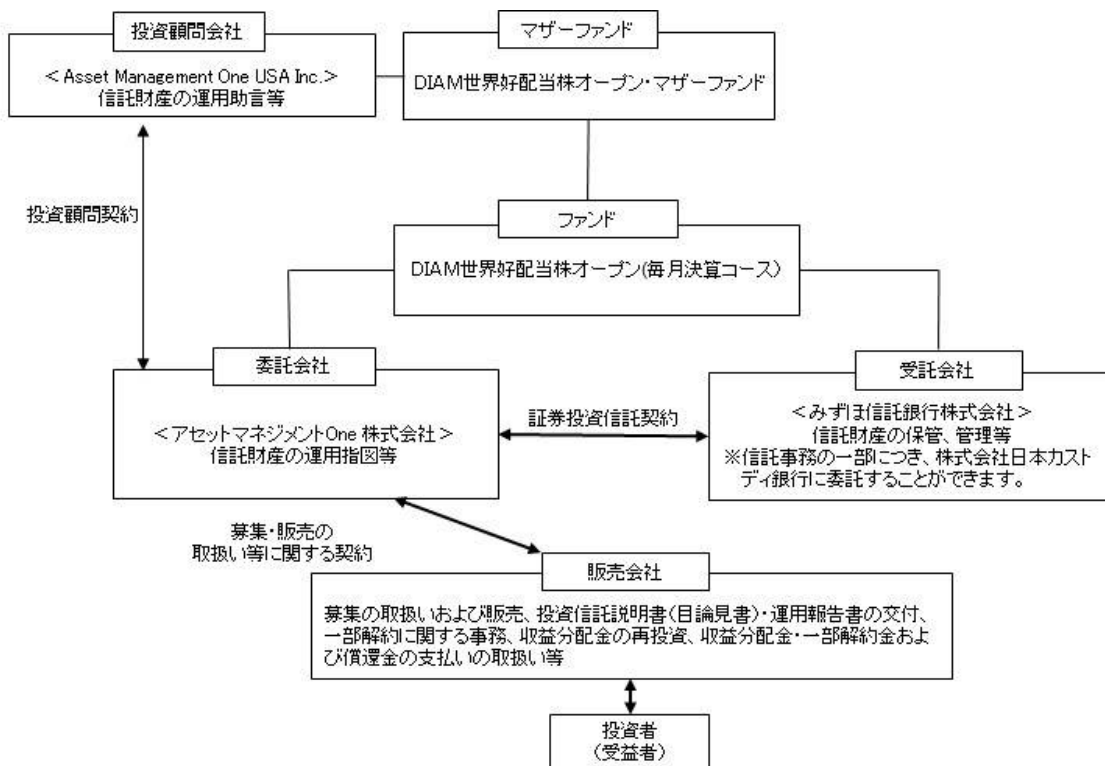 投資顧問会社
＜Asset Management One USA Inc.＞
信託財産の運用助言等
マザーファンド
DIAM世界好配当株オープン・マザーファンド
投資顧問契約
ファンド
DIAM世界好配当株オープン(毎月決算コース)
委託会社
＜アセットマネジメントOne 株式会社＞
信託財産の運用指図等
証券投資信託契約
受託会社
＜みずほ信託銀行株式会社＞
信託財産の保管、管理等
※信託事務の一部につき、株式会社日本カスト
ディ銀行に委託することができます。
募集・販売の
取扱い等に関する契約
販売会社
募集の取扱いおよび販売、投資信託説明書(目論見書)・運用報告書の交付、
一部解約に関する事務、収益分配金の再投資、収益分配金・一部解約金およ
び償還金の支払いの取扱い等
投資者
(受益者)